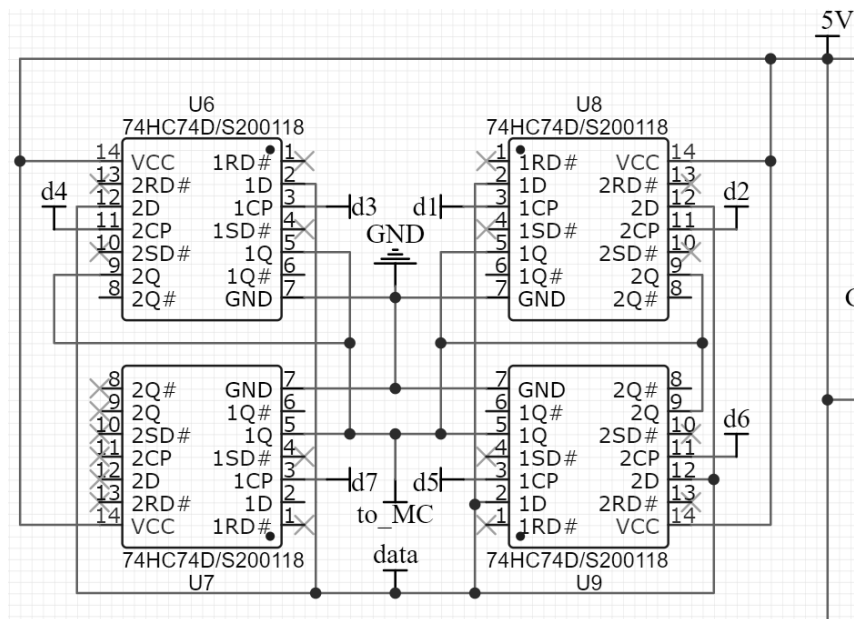 5V
U6
74HC74D/S200118
14 VCC 1RD# 1
13 2RD# 1D 2
12 2D 1CP 3
11 2CP 1SD# 4
10 2SD# 1Q 5
9 2Q 1Q# 6
8 2Q# GND 7
d4
d3
U8
74HC74D/S200118
1 1RD# VCC 14
2 1D 2RD# 13
3 1CP 2D 12
4 1SD# 2CP 11
5 1Q 2SD# 10
6 1Q# 2Q 9
7 GND 2Q# 8
d1
d2
GND
8 2Q# GND 7
9 2Q 1Q# 6
10 2SD# 1Q 5
11 2CP 1SD# 4
12 2D 1CP 3
13 2RD# 1D 2
14 VCC 1RD# 1
74HC74D/S200118
U7
d7
7 GND 2Q# 8
6 1Q# 2Q 9
5 1Q 2SD# 10
4 1SD# 2CP 11
3 1CP 2D 12
2 1D 2RD# 13
1 1RD# VCC 14
74HC74D/S200118
U9
d5
d6
to_MC
data